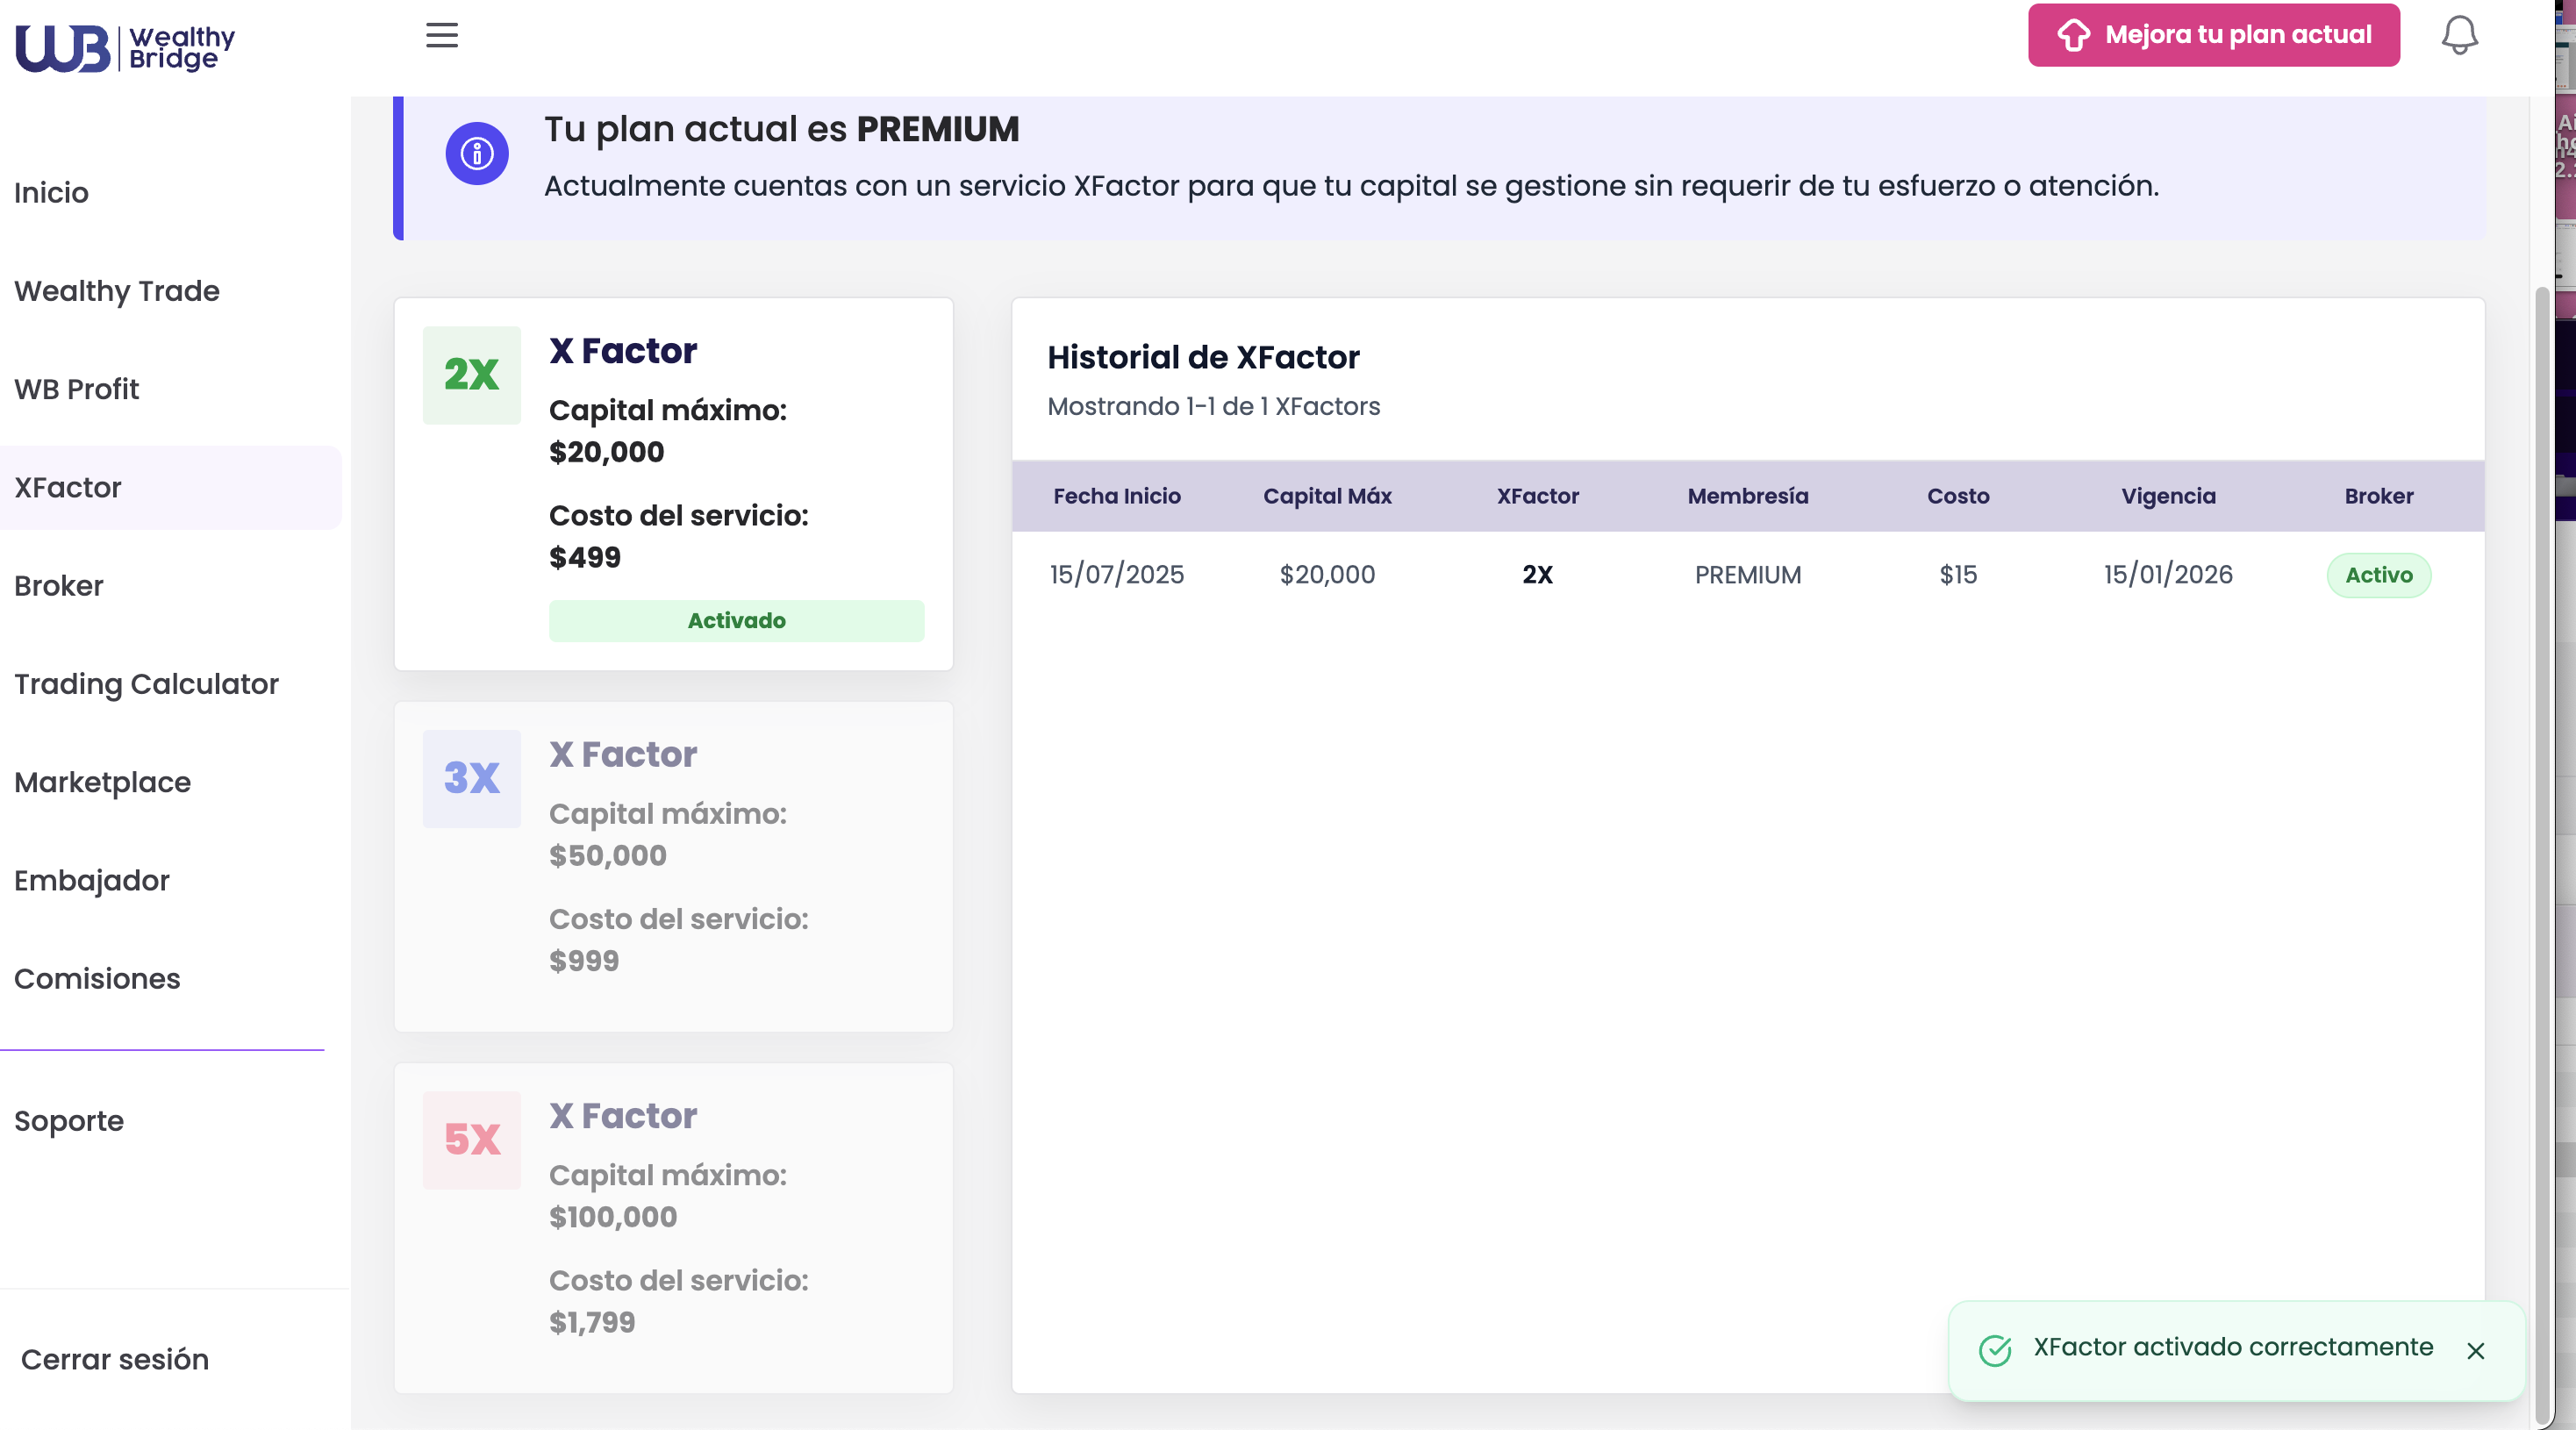 WB Wealthy
Bridge
Mejora tu plan actual
Inicio
Wealthy Trade
WB Profit
XFactor
Broker
Trading Calculator
Marketplace
Embajador
Comisiones
Soporte
Cerrar sesión
Tu plan actual es PREMIUM
Actualmente cuentas con un servicio XFactor para que tu capital se gestione sin requerir de tu esfuerzo o atención.
2X
X Factor
Capital máximo:
$20,000
Costo del servicio:
$499
Activado
3X
X Factor
Capital máximo:
$50,000
Costo del servicio:
$999
5X
X Factor
Capital máximo:
$100,000
Costo del servicio:
$1,799
Historial de XFactor
Mostrando 1-1 de 1 XFactors
Fecha Inicio Capital Máx XFactor Membresía Costo Vigencia Broker
15/07/2025 $20,000 2X PREMIUM $15 15/01/2026 Activo
XFactor activado correctamente